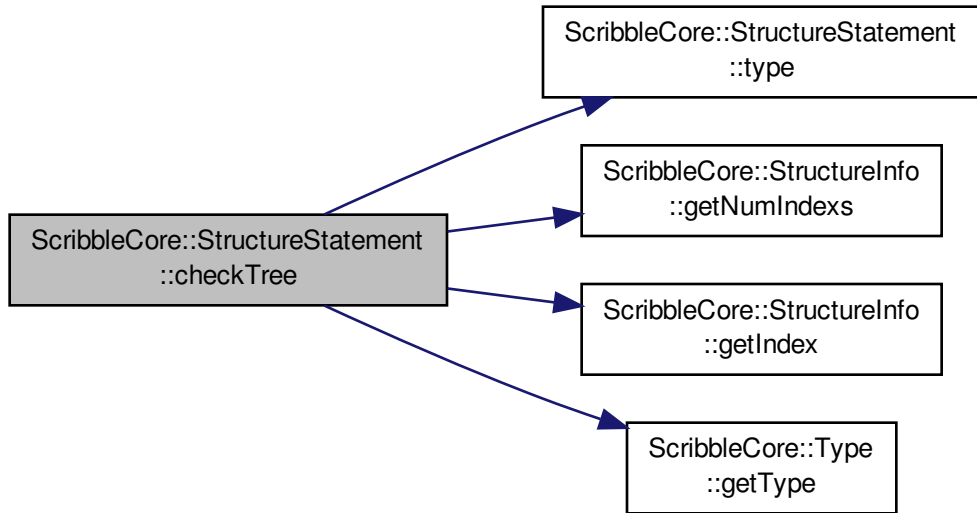 ScribbleCore::StructureStatement
::type
ScribbleCore::StructureInfo
::getNumIndexs
ScribbleCore::StructureStatement
::checkTree
ScribbleCore::StructureInfo
::getIndex
ScribbleCore::Type
::getType